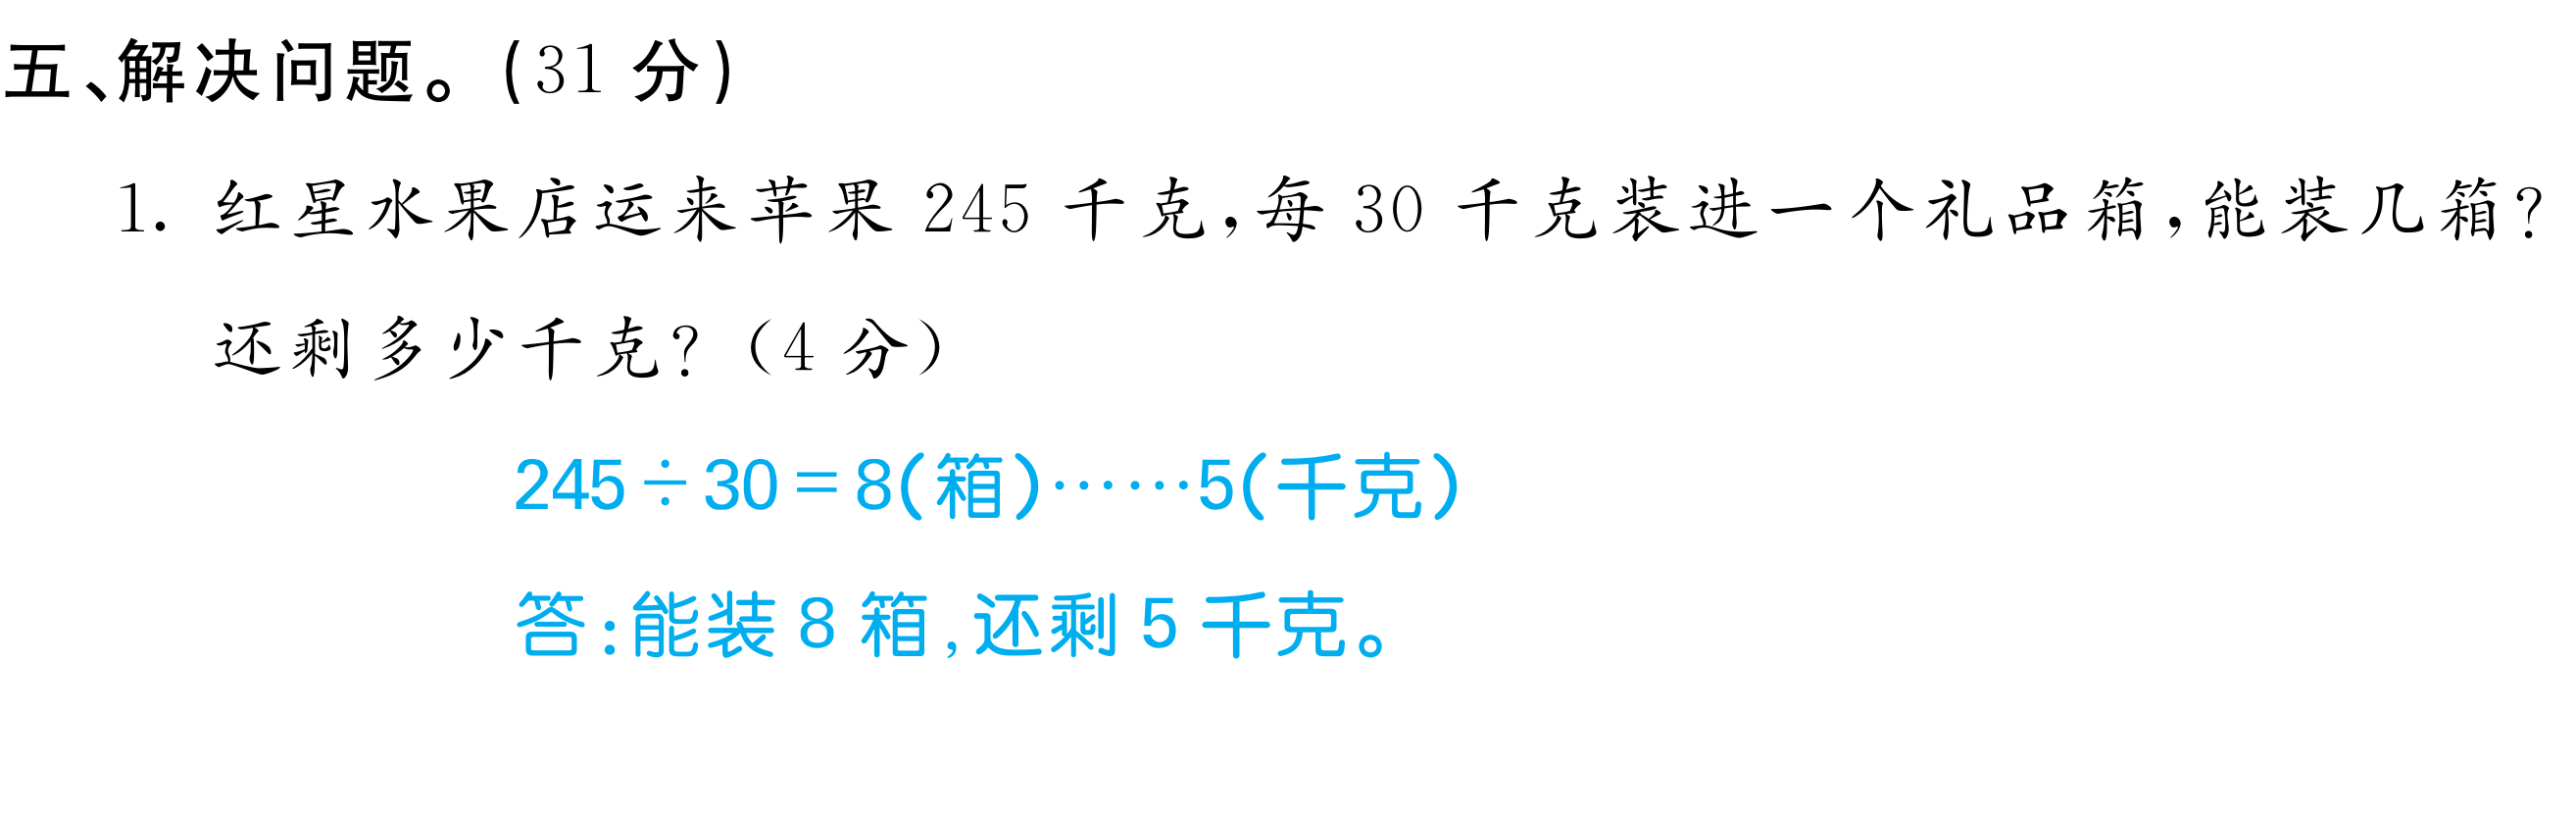 五、解决问题。(31 分)
1. 红星水果店运来苹果 245 千克,每 30 千克装进一个礼品箱,能装几箱?
还剩多少千克?(4 分)
245÷30=8(箱)……5(千克)
答:能装 8 箱,还剩 5 千克。